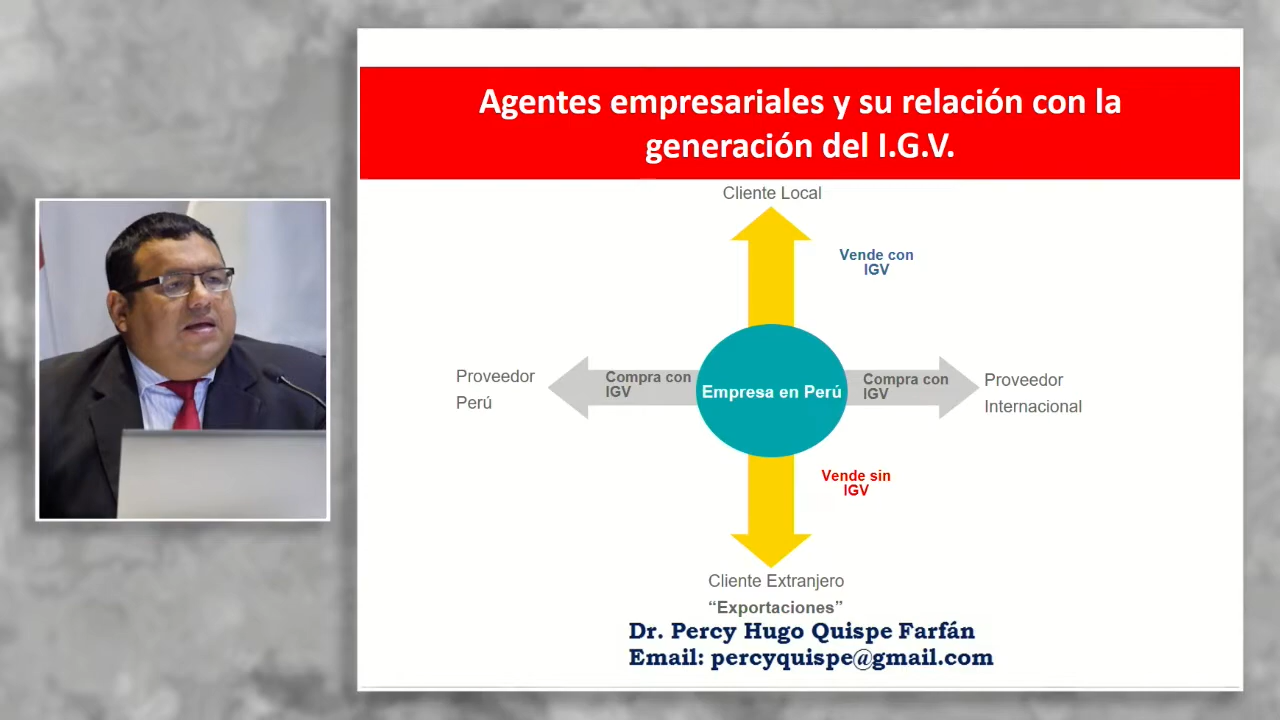 Agentes empresariales y su relación con la
generación del I.G.V.
Cliente Local
Vende con
IGV
Proveedor
Perú
Compra con
IGV
Empresa en Perú
Compra con
IGV
Proveedor
Internacional
Vende sin
IGV
Cliente Extranjero
“Exportaciones”
Dr. Percy Hugo Quispe Farfán
Email: percyquispe@gmail.com